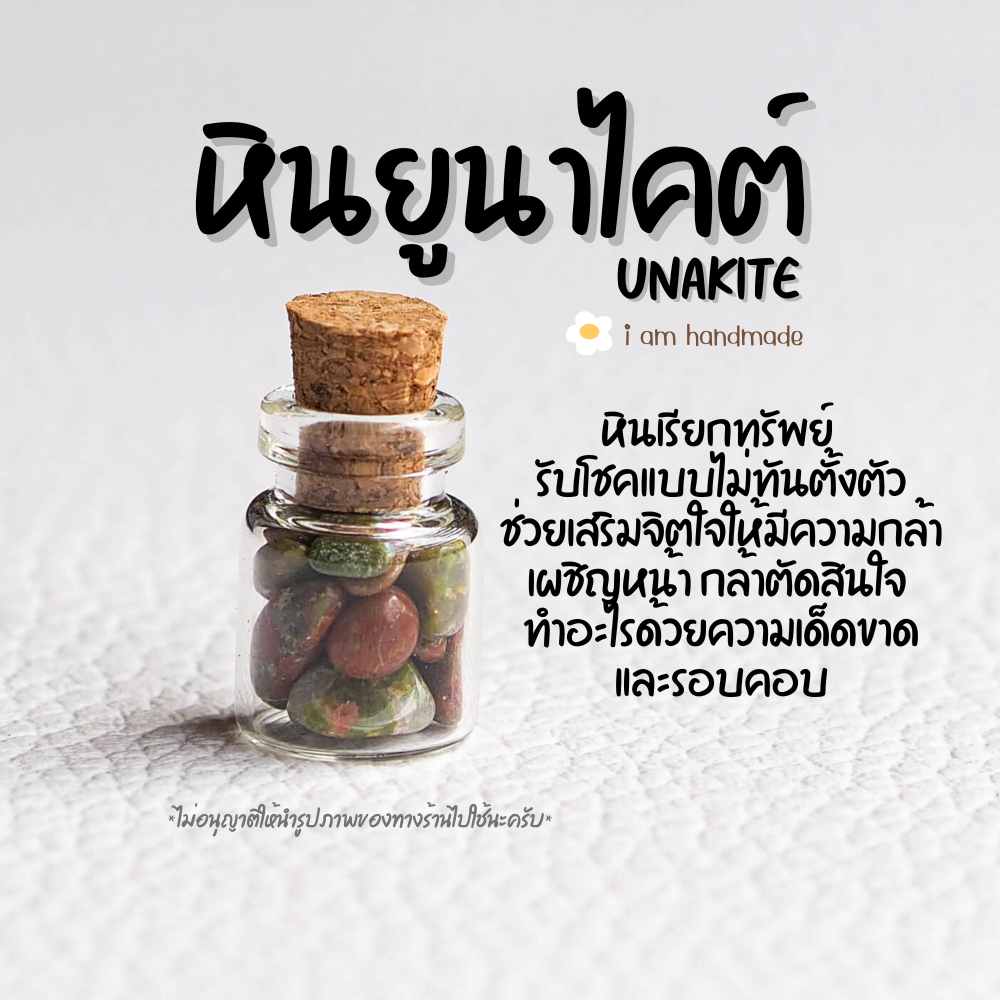 หินยูนาไคต์
UNAKITE
i am handmade
หินเรียกทรัพย์
รับโชคแบบไม่ทันตั้งตัว
ช่วยเสริมจิตใจให้มีความกล้า
เผชิญหน้า กล้าตัดสินใจ
ทำอะไรด้วยความเด็ดขาด
และรอบคอบ
*ไม่อนุญาติให้นำรูปภาพของทางร้านไปใช้นะครับ*